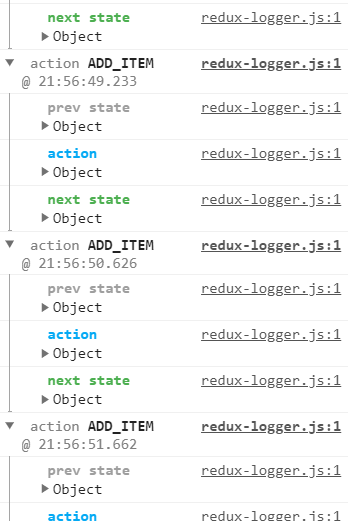 next state redux-logger.js:1
Object
action ADD_ITEM redux-logger.js:1
@ 21:56:49.233
prev state redux-logger.js:1
Object
action redux-logger.js:1
Object
next state redux-logger.js:1
Object
action ADD_ITEM redux-logger.js:1
@ 21:56:50.626
prev state redux-logger.js:1
Object
action redux-logger.js:1
Object
next state redux-logger.js:1
Object
action ADD_ITEM redux-logger.js:1
@ 21:56:51.662
prev state redux-logger.js:1
Object
action redux-logger.js:1